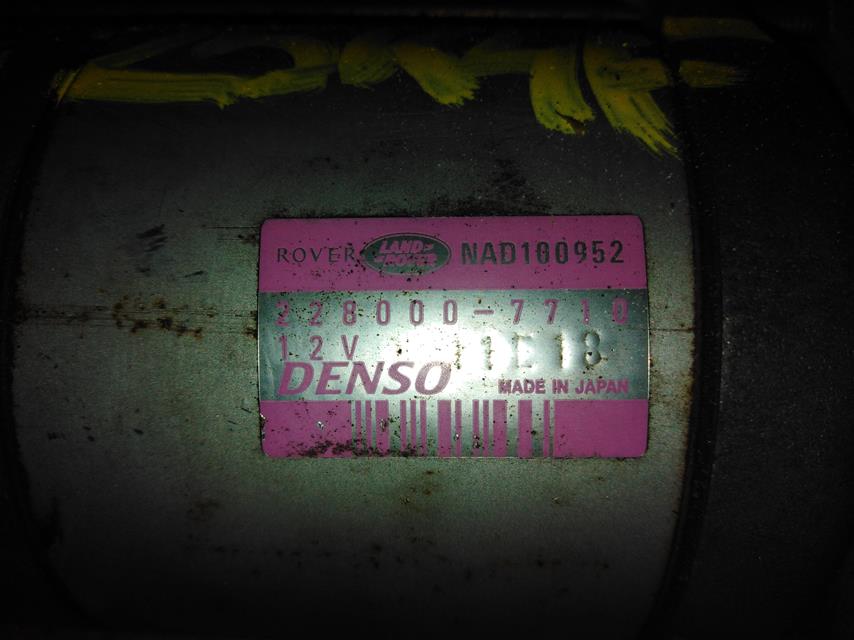 ROVER LAND ROVER NAD100952
228000-7710
12V
DENSO MADE IN JAPAN